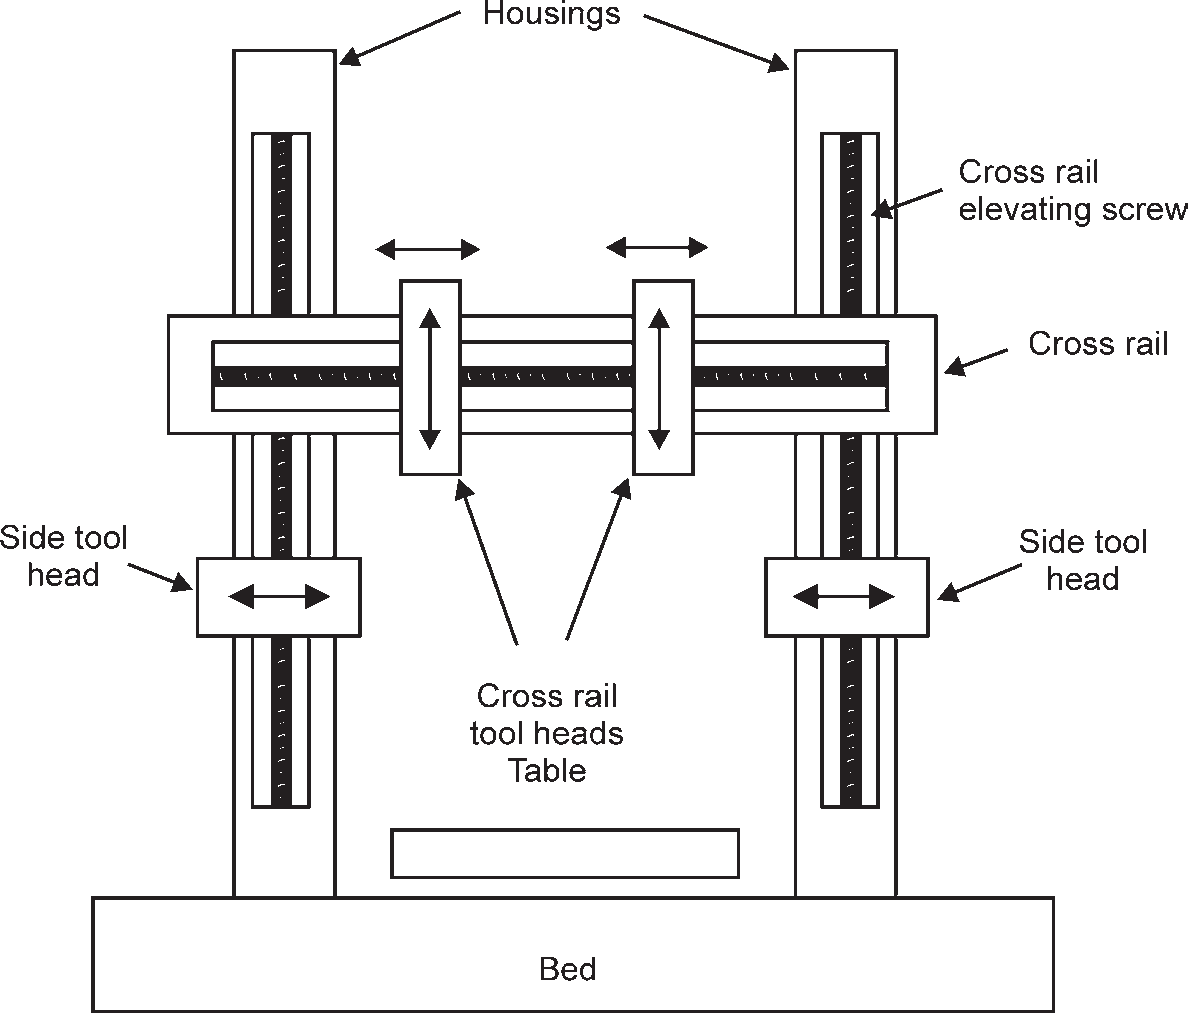 Housings
Cross rail
elevating screw
Cross rail
Side tool
head
Side tool
head
Cross rail
tool heads
Table
Bed